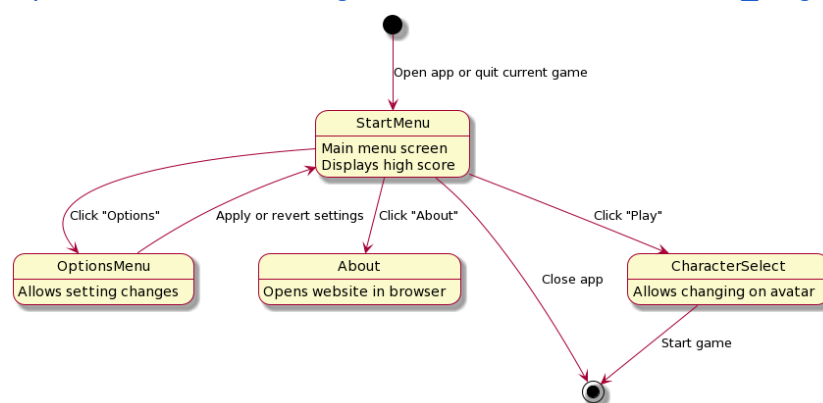 Open app or quit current game
StartMenu
Main menu screen
Displays high score
Click "Options"
Apply or revert settings
Click "About"
Click "Play"
OptionsMenu
Allows setting changes
About
Opens website in browser
Close app
CharacterSelect
Allows changing on avatar
Start game